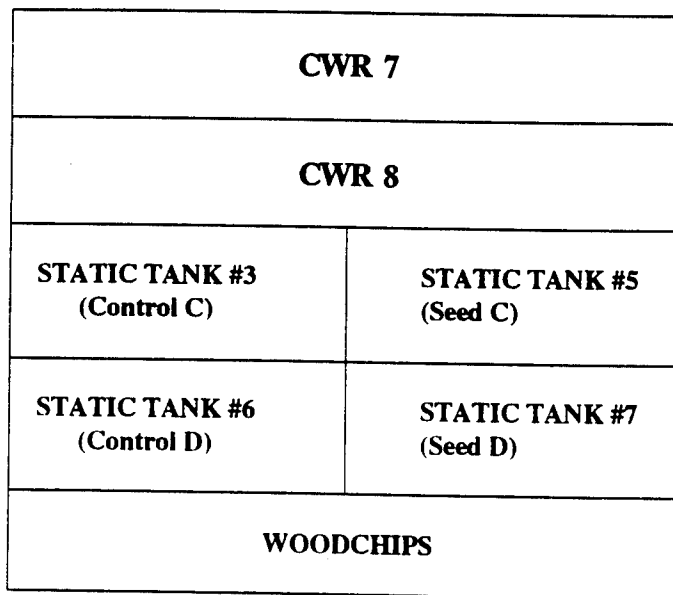 CWR 7
CWR 8
STATIC TANK #3
(Control C)
STATIC TANK #5
(Seed C)
STATIC TANK #6
(Control D)
STATIC TANK #7
(Seed D)
WOODCHIPS